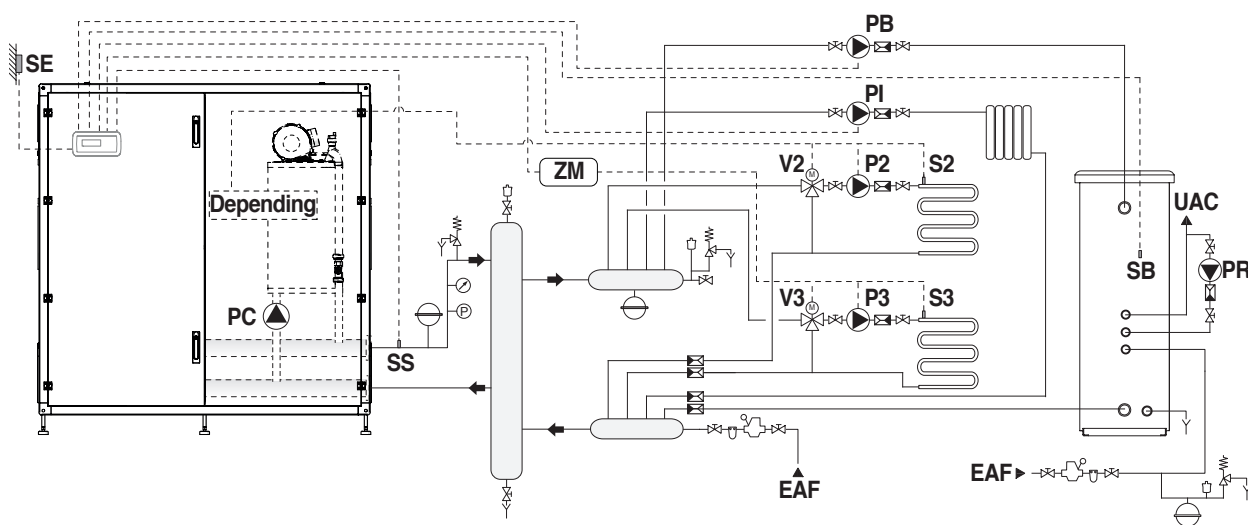 PB
SE
PI
V2
P2
S2
ZM
Depending
UAC
SB
PR
PC
V3
P3
S3
P
SS
EAF
EAF
M
M